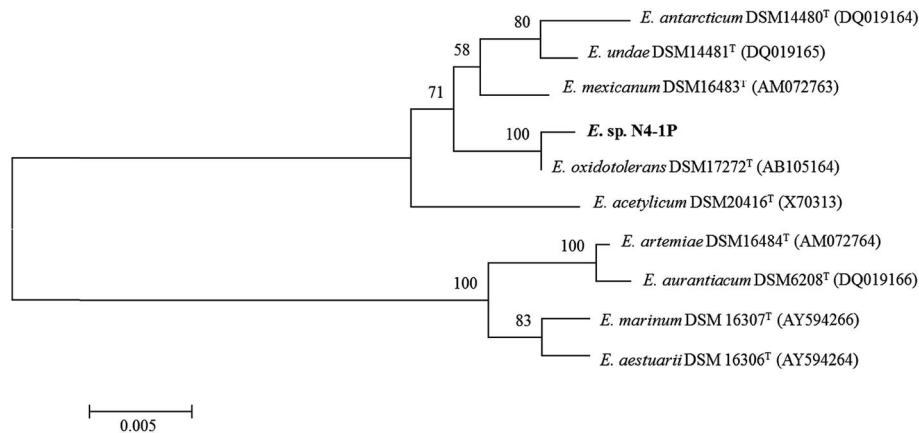 E. antarcticum DSM14480ᵀ (DQ019164)
80
E. undae DSM14481ᵀ (DQ019165)
58
E. mexicanum DSM16483ᵀ (AM072763)
71
E. sp. N4-1P
100
E. oxidotolerans DSM17272ᵀ (AB105164)
E. acetylicum DSM20416ᵀ (X70313)
E. artemiae DSM16484ᵀ (AM072764)
100
E. aurantiacum DSM6208ᵀ (DQ019166)
100
E. marinum DSM 16307ᵀ (AY594266)
83
E. aestuarii DSM 16306ᵀ (AY594264)
0.005